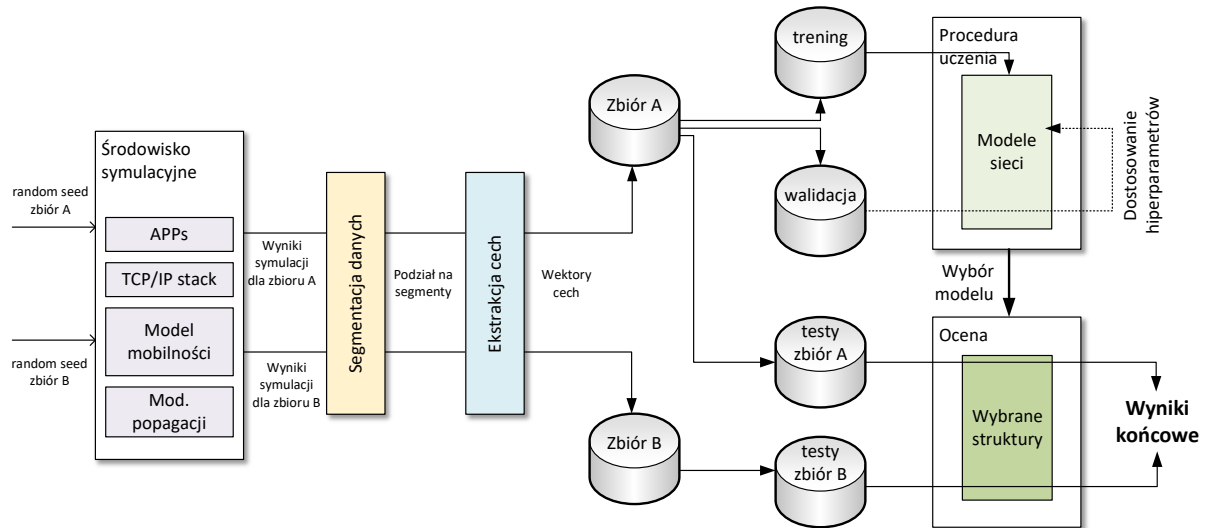 random seed
zbiór A
random seed
zbiór B
Środowisko
symulacyjne
APPs
TCP/IP stack
Model
mobilności
Mod.
propagacji
Wyniki
symulacji
dla zbioru A
Wyniki
symulacji
dla zbioru B
Segmentacja danych
Podział na
segmenty
Ekstrakcja cech
Wektory
cech
Zbiór A
Zbiór B
trening
walidacja
testy
zbiór A
testy
zbiór B
Procedura
uczenia
Modele
sieci
Dostosowanie
hiperparametrów
Wybór
modelu
Ocena
Wybrane
struktury
Wyniki
końcowe